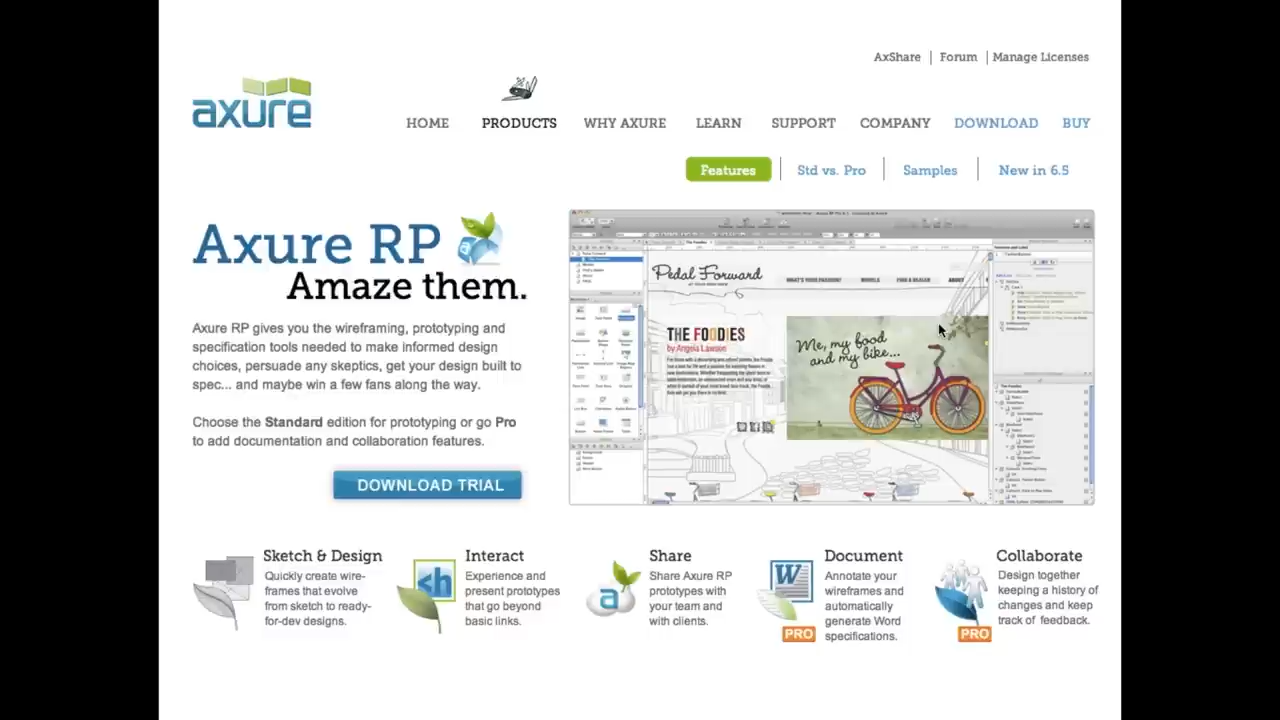 AxShare | Forum | Manage Licenses
axure
HOME PRODUCTS WHY AXURE LEARN SUPPORT COMPANY DOWNLOAD BUY
Features | Std vs. Pro | Samples | New in 6.5
Axure RP
Amaze them.
Axure RP gives you the wireframing, prototyping and
specification tools needed to make informed design
choices, persuade any skeptics, get your design built to
spec... and maybe win a few fans along the way.
Choose the Standard edition for prototyping or go Pro
to add documentation and collaboration features.
DOWNLOAD TRIAL
Pedal Forward
WHAT'S YOUR PASSION? MODELS FIND A DEALER ABOUT
THE FOODIES
by Angela Lawson
Me, my food
and my bike...
Sketch & Design
Quickly create wire-
frames that evolve
from sketch to ready-
for-dev designs.
Interact
Experience and
present prototypes
that go beyond
basic links.
Share
Share Axure RP
prototypes with
your team and
with clients.
Document
Annotate your
wireframes and
automatically
generate Word
specifications.
PRO
Collaborate
Design together
keeping a history of
changes and keep
track of feedback.
PRO